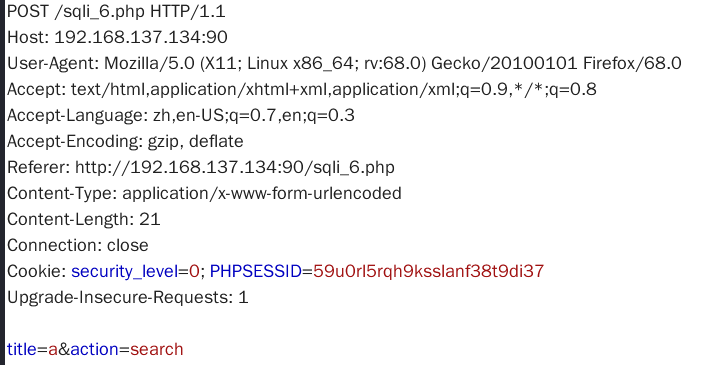 POST /sqli_6.php HTTP/1.1
Host: 192.168.137.134:90
User-Agent: Mozilla/5.0 (X11; Linux x86_64; rv:68.0) Gecko/20100101 Firefox/68.0
Accept: text/html,application/xhtml+xml,application/xml;q=0.9,*/*;q=0.8
Accept-Language: zh,en-US;q=0.7,en;q=0.3
Accept-Encoding: gzip, deflate
Referer: http://192.168.137.134:90/sqli_6.php
Content-Type: application/x-www-form-urlencoded
Content-Length: 21
Connection: close
Cookie: security_level=0; PHPSESSID=59u0rl5rqh9ksslanf38t9di37
Upgrade-Insecure-Requests: 1
title=a&action=search